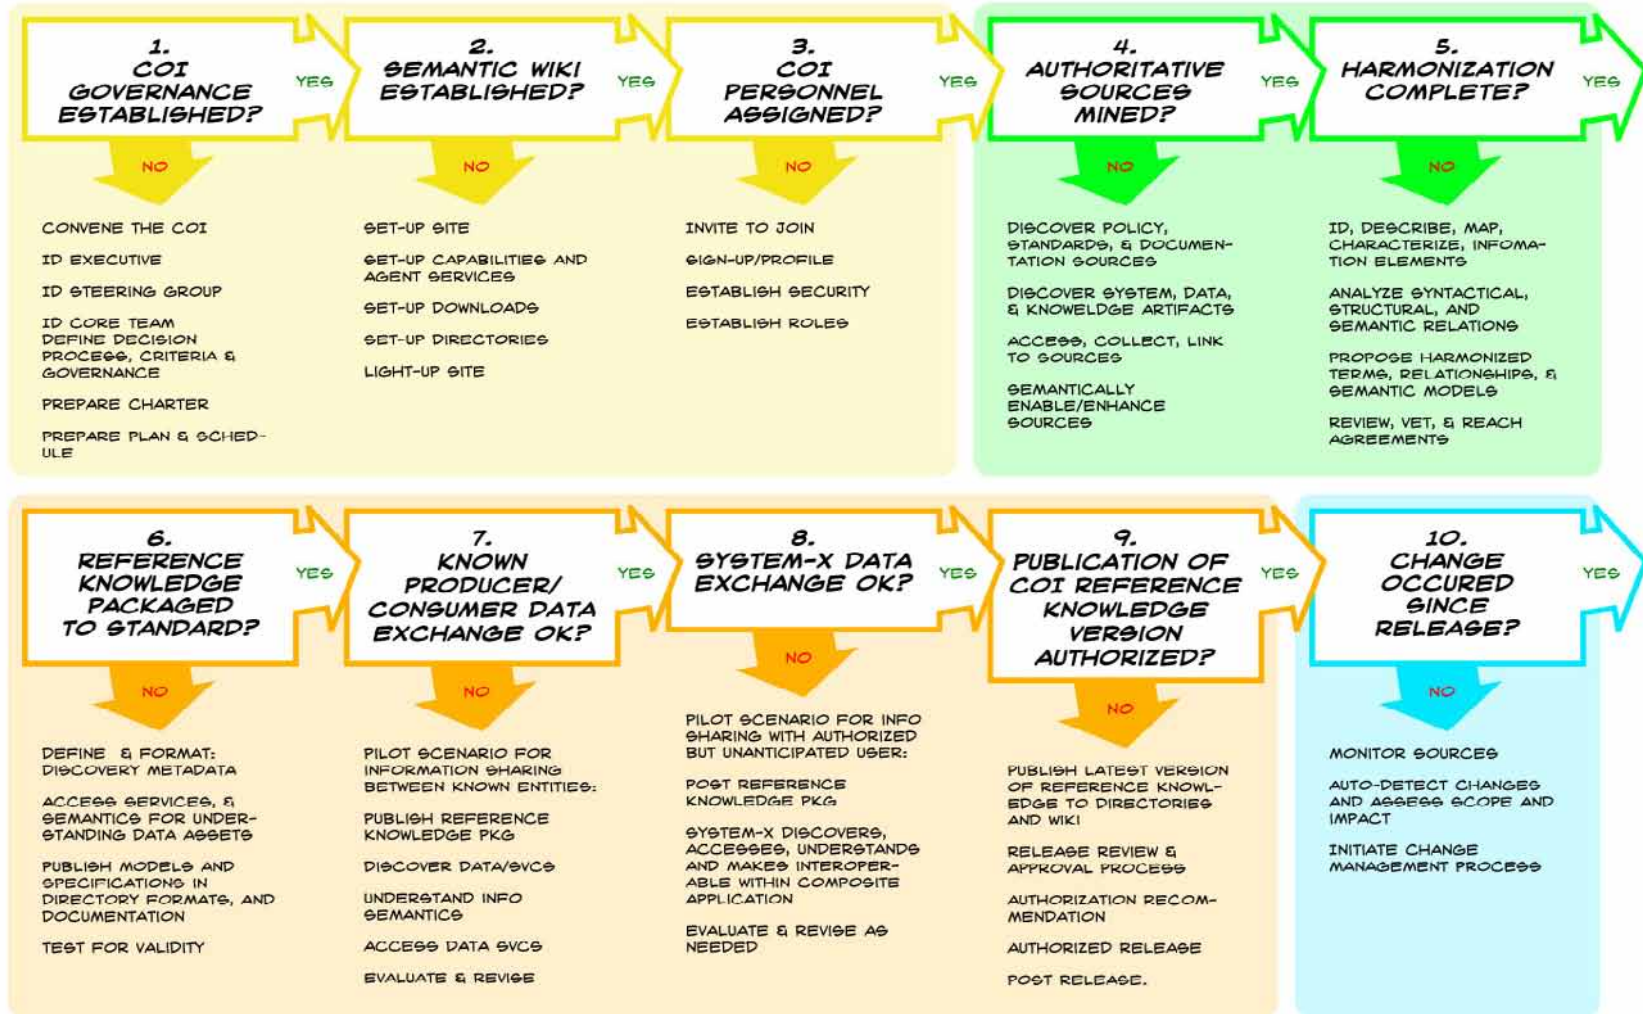 1.
COI
GOVERNANCE
ESTABLISHED?
YES
NO
CONVENE THE COI
ID EXECUTIVE
ID STEERING GROUP
ID CORE TEAM
DEFINE DECISION
PROCESS, CRITERIA &
GOVERNANCE
PREPARE CHARTER
PREPARE PLAN & SCHED-
ULE
2.
SEMANTIC WIKI
ESTABLISHED?
YES
NO
SET-UP SITE
SET-UP CAPABILITIES AND
AGENT SERVICES
SET-UP DOWNLOADS
SET-UP DIRECTORIES
LIGHT-UP SITE
3.
COI
PERSONNEL
ASSIGNED?
YES
NO
INVITE TO JOIN
SIGN-UP/PROFILE
ESTABLISH SECURITY
ESTABLISH ROLES
4.
AUTHORITATIVE
SOURCES
MINED?
YES
NO
DISCOVER POLICY,
STANDARDS, & DOCUMEN-
TATION SOURCES
DISCOVER SYSTEM, DATA,
& KNOWELDGE ARTIFACTS
ACCESS, COLLECT, LINK
TO SOURCES
SEMANTICALLY
ENABLE/ENHANCE
SOURCES
5.
HARMONIZATION
COMPLETE?
YES
NO
ID, DESCRIBE, MAP,
CHARACTERIZE, INFOMA-
TION ELEMENTS
ANALYZE SYNTACTICAL,
STRUCTURAL, AND
SEMANTIC RELATIONS
PROPOSE HARMONIZED
TERMS, RELATIONSHIPS, &
SEMANTIC MODELS
REVIEW, VET, & REACH
AGREEMENTS
6.
REFERENCE
KNOWLEDGE
PACKAGED
TO STANDARD?
YES
NO
DEFINE & FORMAT:
DISCOVERY METADATA
ACCESS SERVICES, &
SEMANTICS FOR UNDER-
STANDING DATA ASSETS
PUBLISH MODELS AND
SPECIFICATIONS IN
DIRECTORY FORMATS, AND
DOCUMENTATION
TEST FOR VALIDITY
7.
KNOWN
PRODUCER/
CONSUMER DATA
EXCHANGE OK?
YES
NO
PILOT SCENARIO FOR
INFORMATION SHARING
BETWEEN KNOWN ENTITIES:
PUBLISH REFERENCE
KNOWLEDGE PKG
DISCOVER DATA/SVCS
UNDERSTAND INFO
SEMANTICS
ACCESS DATA SVCS
EVALUATE & REVISE
8.
SYSTEM-X DATA
EXCHANGE OK?
YES
NO
PILOT SCENARIO FOR INFO
SHARING WITH AUTHORIZED
BUT UNANTICIPATED USER:
POST REFERENCE
KNOWLEDGE PKG
SYSTEM-X DISCOVERS,
ACCESSES, UNDERSTANDS
AND MAKES INTEROPER-
ABLE WITHIN COMPOSITE
APPLICATION
EVALUATE & REVISE AS
NEEDED
9.
PUBLICATION OF
COI REFERENCE
KNOWLEDGE
VERSION
AUTHORIZED?
YES
NO
PUBLISH LATEST VERSION
OF REFERENCE KNOWL-
EDGE TO DIRECTORIES
AND WIKI
RELEASE REVIEW &
APPROVAL PROCESS
AUTHORIZATION RECOM-
MENDATION
AUTHORIZED RELEASE
POST RELEASE.
10.
CHANGE
OCCURED
SINCE
RELEASE?
YES
NO
MONITOR SOURCES
AUTO-DETECT CHANGES
AND ASSESS SCOPE AND
IMPACT
INITIATE CHANGE
MANAGEMENT PROCESS